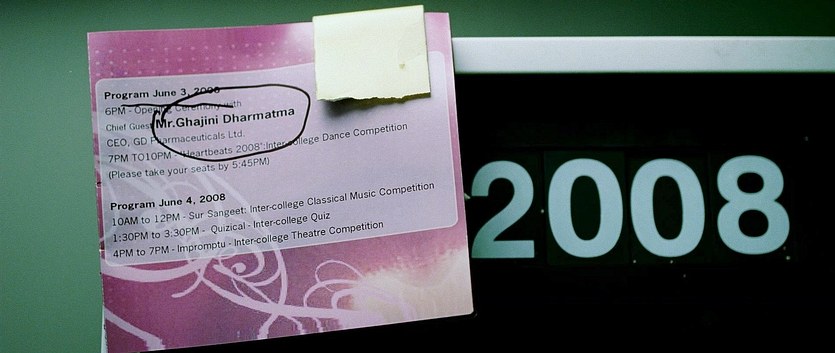 Program June 3, 2008
6PM - Opening Ceremony with
Chief Guest Mr.Ghajini Dharmatma
CEO, GD Pharmaceuticals Ltd.
7PM TO10PM - 'Heartbeats 2008':Inter-college Dance Competition
(Please take your seats by 5:45PM)
Program June 4, 2008
10AM to 12PM - Sur Sangeet: Inter-college Classical Music Competition
1:30PM to 3:30PM - Quizical - Inter-college Quiz
4PM to 7PM - Impromptu - Inter-college Theatre Competition
2008